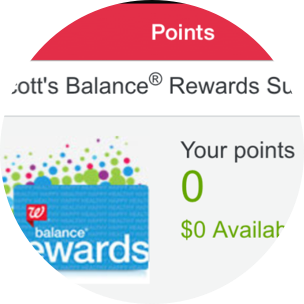 Points
cott's Balance® Rewards Su
Your points
0
$0 Availab
W
balance®
ewards